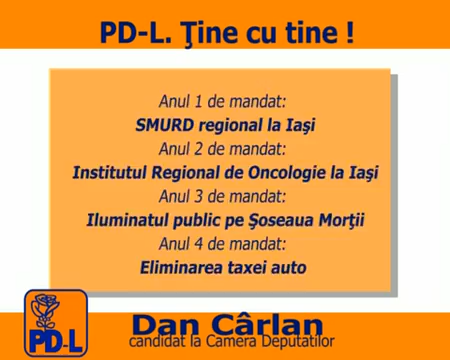 PD-L. Ţine cu tine !
Anul 1 de mandat:
SMURD regional la Iaşi
Anul 2 de mandat:
Institutul Regional de Oncologie la Iaşi
Anul 3 de mandat:
Iluminatul public pe Şoseaua Morţii
Anul 4 de mandat:
Eliminarea taxei auto
PD-L
Dan Cârlan
candidat la Camera Deputatilor